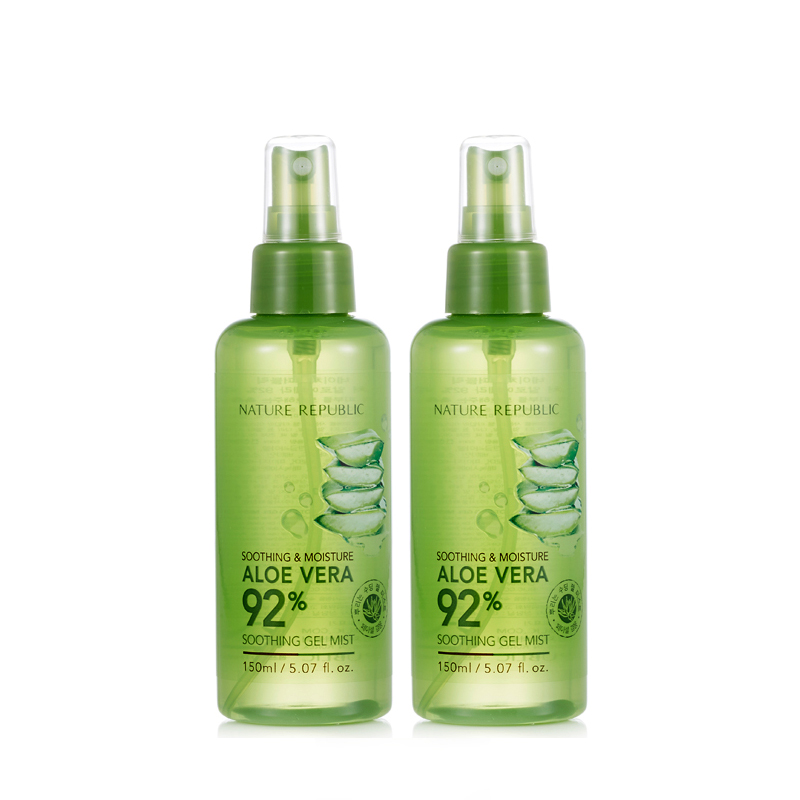 NATURE REPUBLIC
SOOTHING & MOISTURE
ALOE VERA
92%
SOOTHING GEL MIST
150ml / 5.07 fl. oz.
NATURE REPUBLIC
SOOTHING & MOISTURE
ALOE VERA
92%
SOOTHING GEL MIST
150ml / 5.07 fl. oz.